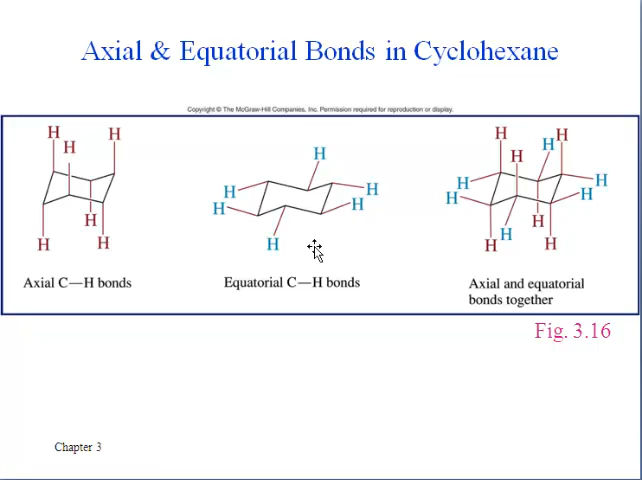 Axial & Equatorial Bonds in Cyclohexane
Copyright © The McGraw-Hill Companies, Inc. Permission required for reproduction or display.
H H H H H H
H H H H H H
H H H H H H H H H H H H
Axial C—H bonds
Equatorial C—H bonds
Axial and equatorial
bonds together
Fig. 3.16
Chapter 3